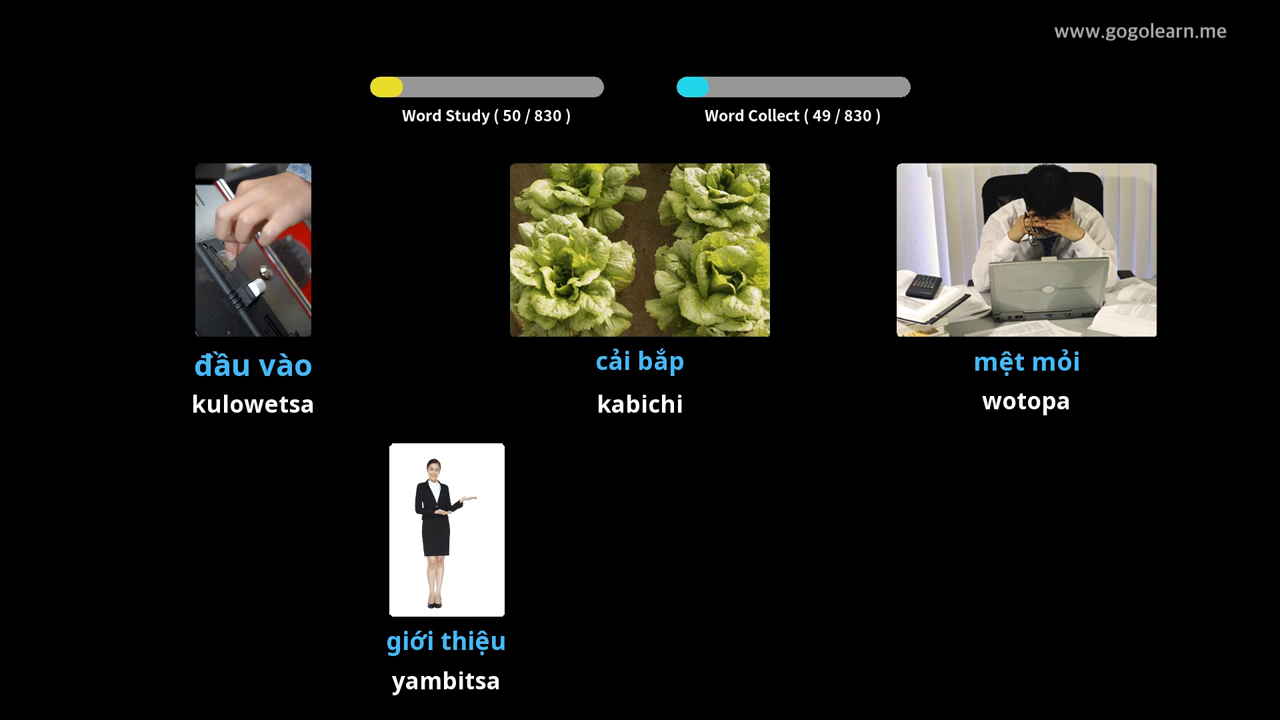 www.gogolearn.me
Word Study ( 50 / 830 )
Word Collect ( 49 / 830 )
đầu vào
kulowetsa
cải bắp
kabichi
mệt mỏi
wotopa
giới thiệu
yambitsa